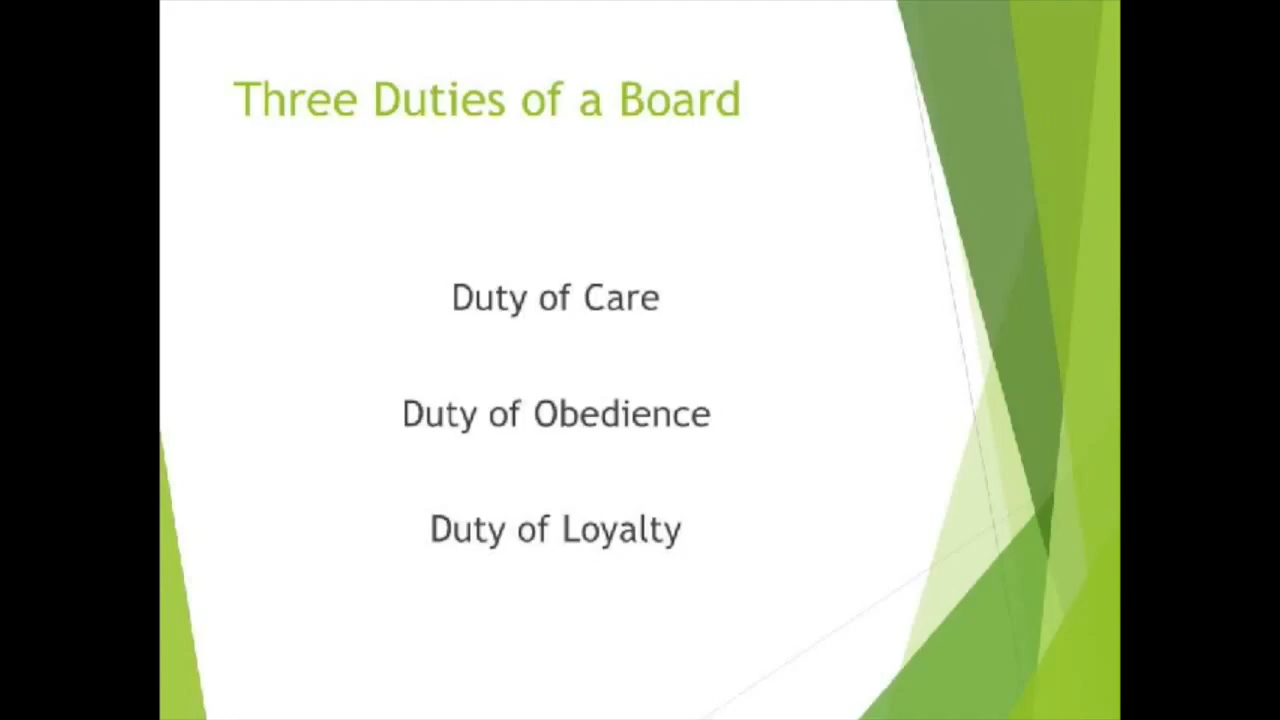 Three Duties of a Board
Duty of Care
Duty of Obedience
Duty of Loyalty